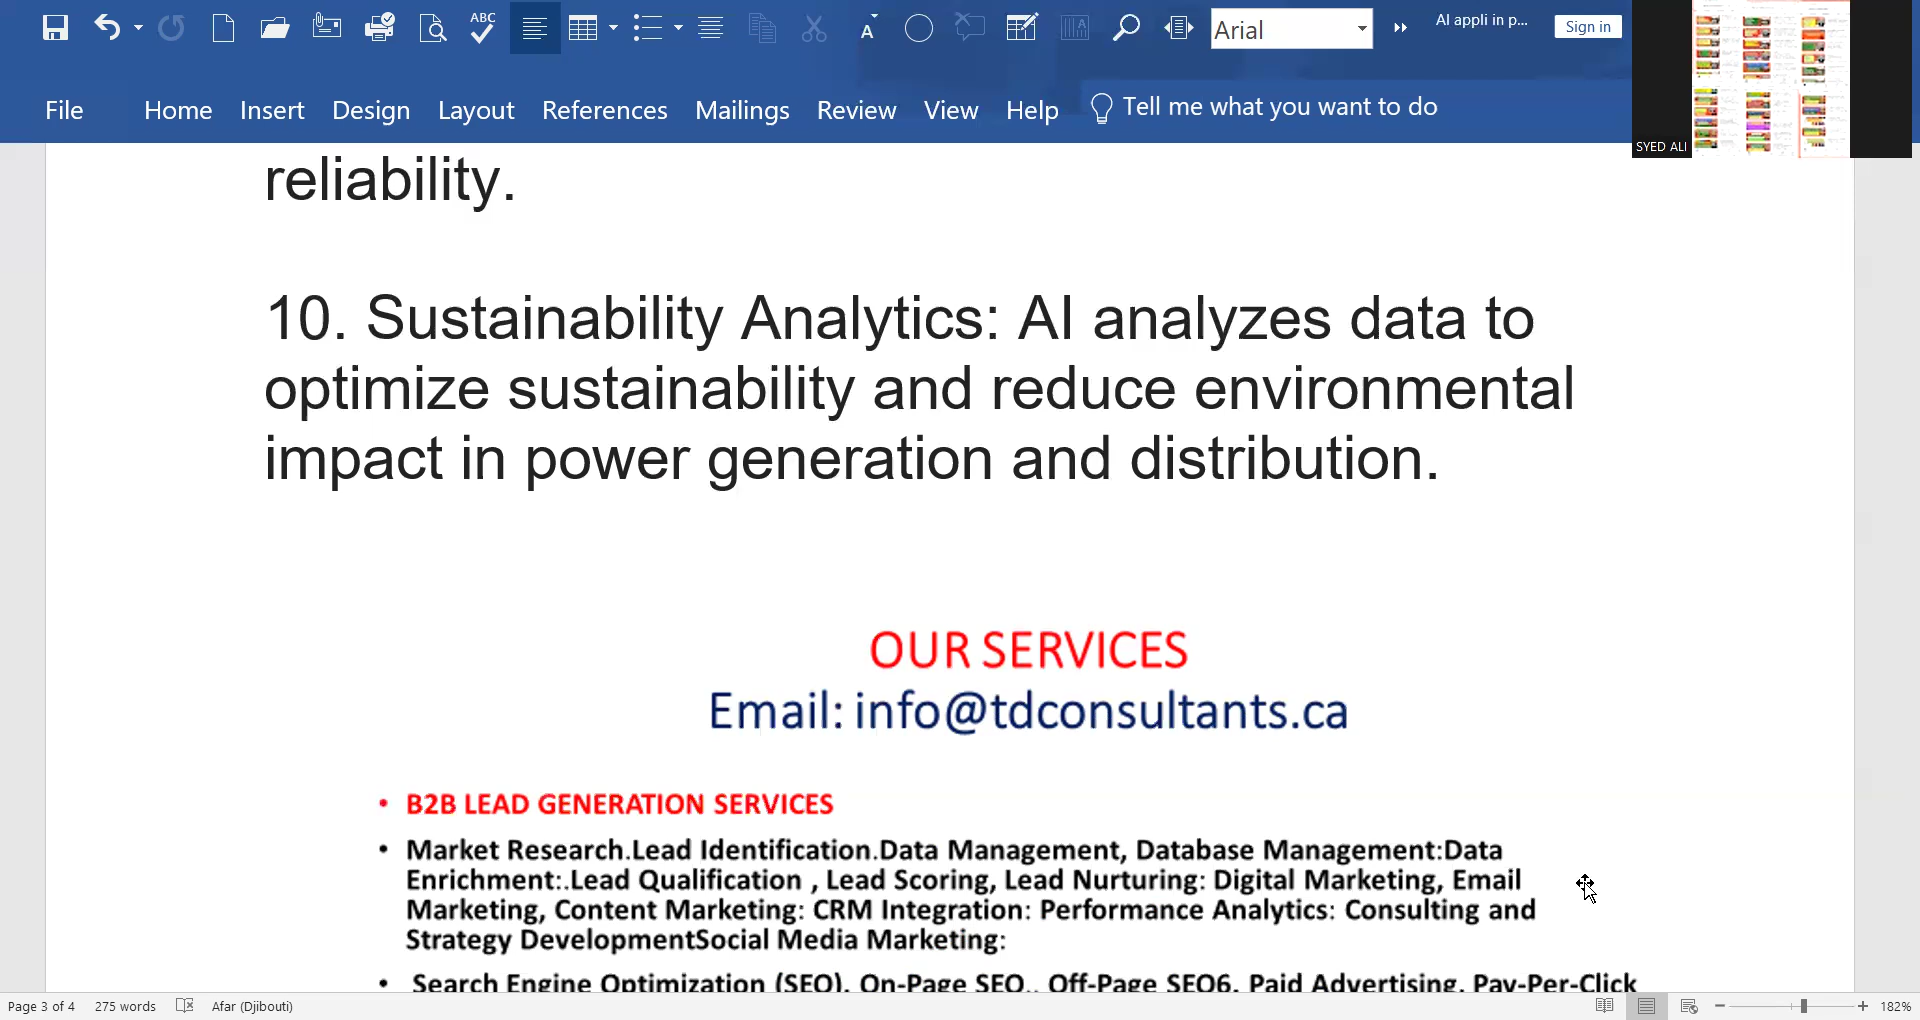 ABC
A
Arial
AI appli in p...
Sign in
File
Home
Insert
Design
Layout
References
Mailings
Review
View
Help
Tell me what you want to do
SYED ALI
reliability.
10. Sustainability Analytics: AI analyzes data to
optimize sustainability and reduce environmental
impact in power generation and distribution.
OUR SERVICES
Email: info@tdconsultants.ca
• B2B LEAD GENERATION SERVICES
• Market Research.Lead Identification.Data Management, Database Management:Data
Enrichment:.Lead Qualification , Lead Scoring, Lead Nurturing: Digital Marketing, Email
Marketing, Content Marketing: CRM Integration: Performance Analytics: Consulting and
Strategy DevelopmentSocial Media Marketing:
• Search Engine Optimization (SEO). On-Page SEO.. Off-Page SEO6. Paid Advertising. Pay-Per-Click
Page 3 of 4
275 words
Afar (Djibouti)
182%